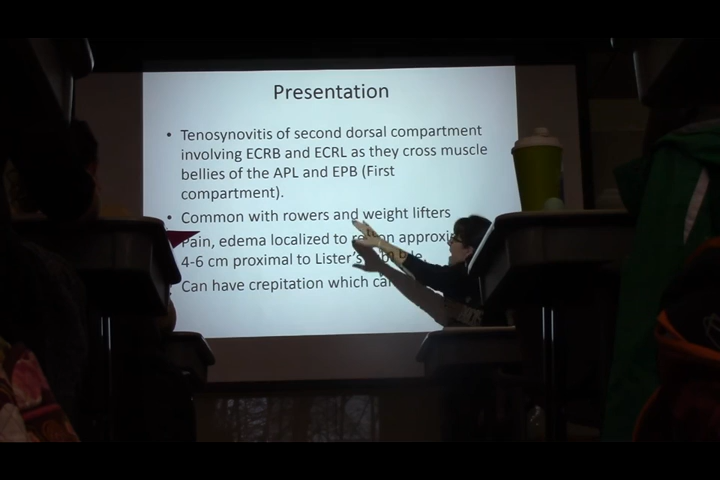 Presentation
• Tenosynovitis of second dorsal compartment
involving ECRB and ECRL as they cross muscle
bellies of the APL and EPB (First
compartment).
• Common with rowers and weight lifters
Pain, edema localized to
4-6 cm proximal to Lister's
Can have crepitation which